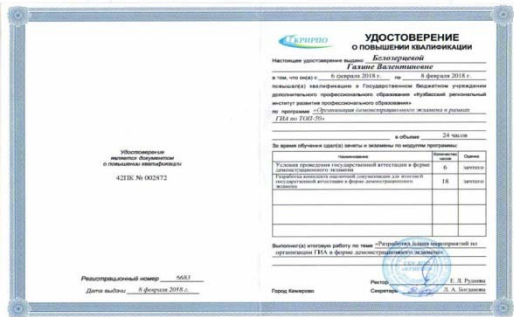 Удостоверение
является документом
о повышении квалификации
42ПК № 002872
Регистрационный номер 5683
Дата выдачи 8 февраля 2018 г.
КРИРПО
УДОСТОВЕРЕНИЕ
О ПОВЫШЕНИИ КВАЛИФИКАЦИИ
Настоящее удостоверение выдано Белозерцевой
Галине Валентиновне
в том, что он(а) с 6 февраля 2018 г. по 8 февраля 2018 г.
повышал(а) квалификацию в Государственном бюджетном учреждении
дополнительного профессионального образования «Кузбасский региональный
институт развития профессионального образования»
по программе «Организация демонстрационного экзамена в рамках
ГИА по ТОП-50»
в объеме 24 часов
За время обучения сдал(а) зачеты и экзамены по модулям программы:
Наименование Количество часов Оценка
Условия проведения государственной аттестации в форме
демонстрационного экзамена 6 зачтено
Разработка комплекта оценочной документации для итоговой
государственной аттестации в форме демонстрационного
экзамена 18 зачтено
Выполнил(а) итоговую работу по теме «Разработка плана мероприятий по
организации ГИА в форме демонстрационного экзамена»
Ректор Е. Л. Руднева
Город Кемерово Секретарь Л. А. Богданова